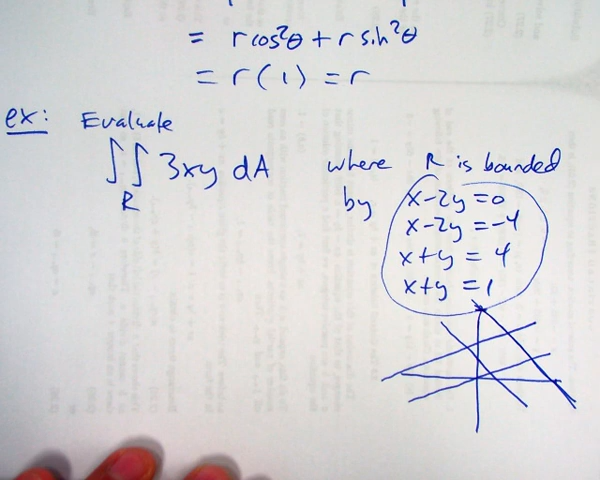 = r cos²θ + r sin²θ
= r(1) = r
ex: Evaluate
∬ 3xy dA where R is bounded
R
by x-2y=0
x-2y=-4
x+y=4
x+y=1